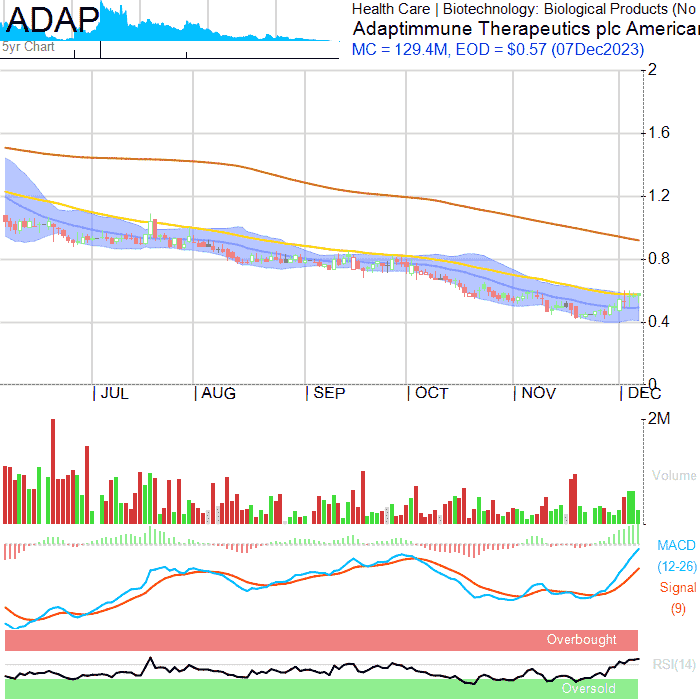 ADAP
5yr Chart
Health Care | Biotechnology: Biological Products (No
Adaptimmune Therapeutics plc American
MC = 129.4M, EOD = $0.57 (07Dec2023)
2
1.6
1.2
0.8
0.4
0
JUL AUG SEP OCT NOV DEC
2M
Volume
MACD
(12-26)
Signal
(9)
Overbought
RSI(14)
Oversold